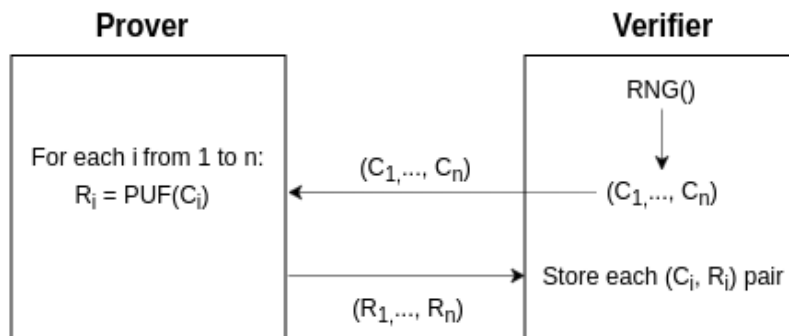 Prover
Verifier
RNG()
For each i from 1 to n:
R_i = PUF(C_i)
(C_1,..., C_n)
(C_1,..., C_n)
Store each (C_i, R_i) pair
(R_1,..., R_n)